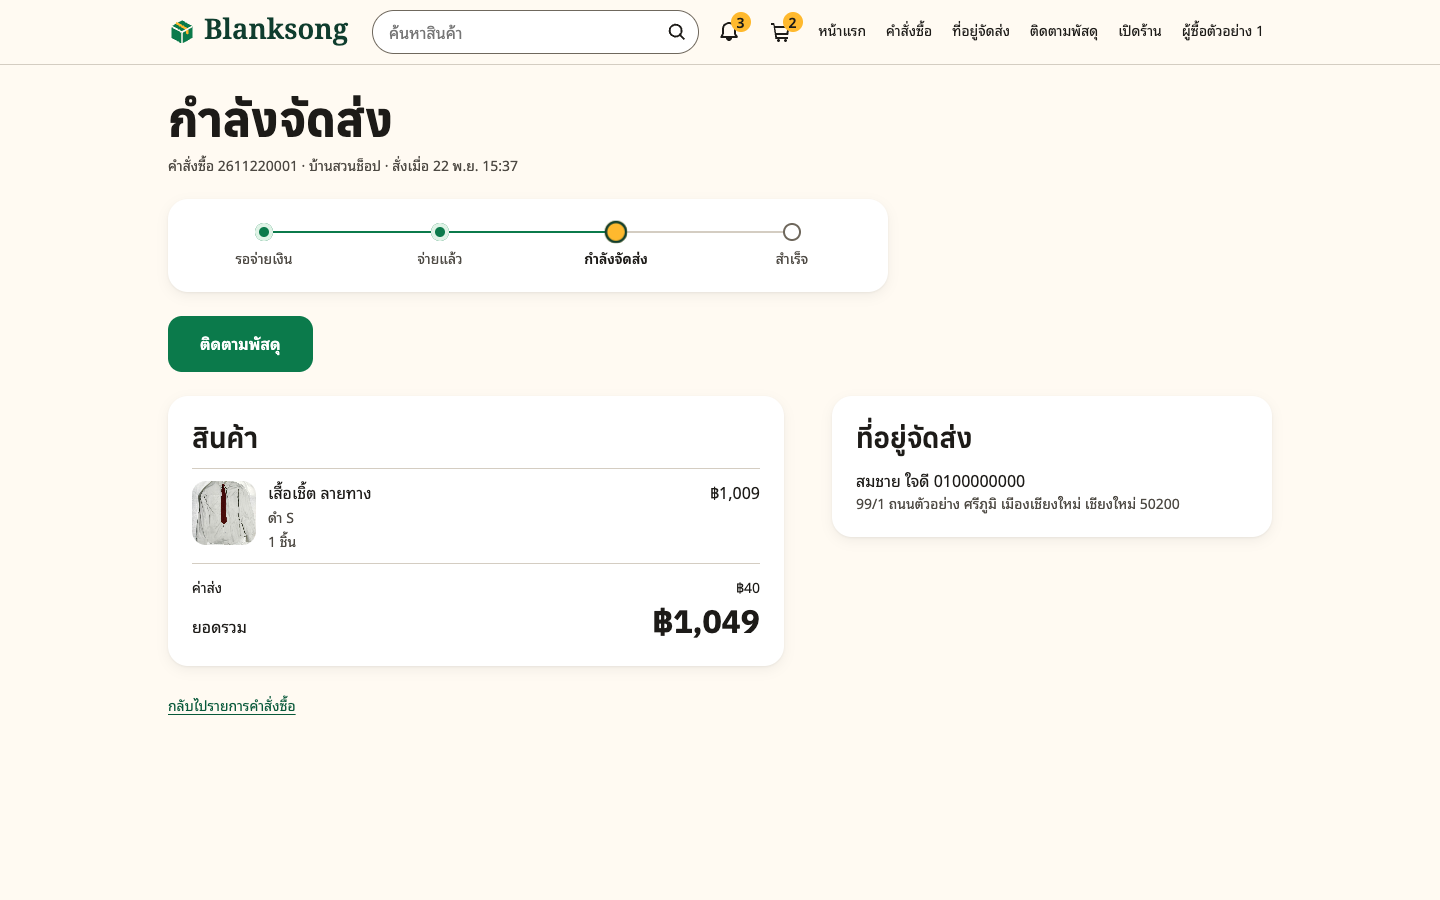 Blanksong
ค้นหาสินค้า
3
2
หน้าแรก
คำสั่งซื้อ
ที่อยู่จัดส่ง
ติดตามพัสดุ
เปิดร้าน
ผู้ซื้อตัวอย่าง 1
กำลังจัดส่ง
คำสั่งซื้อ 2611220001 · บ้านสวนช็อป · สั่งเมื่อ 22 พ.ย. 15:37
รอจ่ายเงิน
จ่ายแล้ว
กำลังจัดส่ง
สำเร็จ
ติดตามพัสดุ
สินค้า
เสื้อเชิ้ต ลายทาง
฿1,009
ดำ S
1 ชิ้น
ค่าส่ง
฿40
ยอดรวม
฿1,049
ที่อยู่จัดส่ง
สมชาย ใจดี 0100000000
99/1 ถนนตัวอย่าง ศรีภูมิ เมืองเชียงใหม่ เชียงใหม่ 50200
กลับไปรายการคำสั่งซื้อ